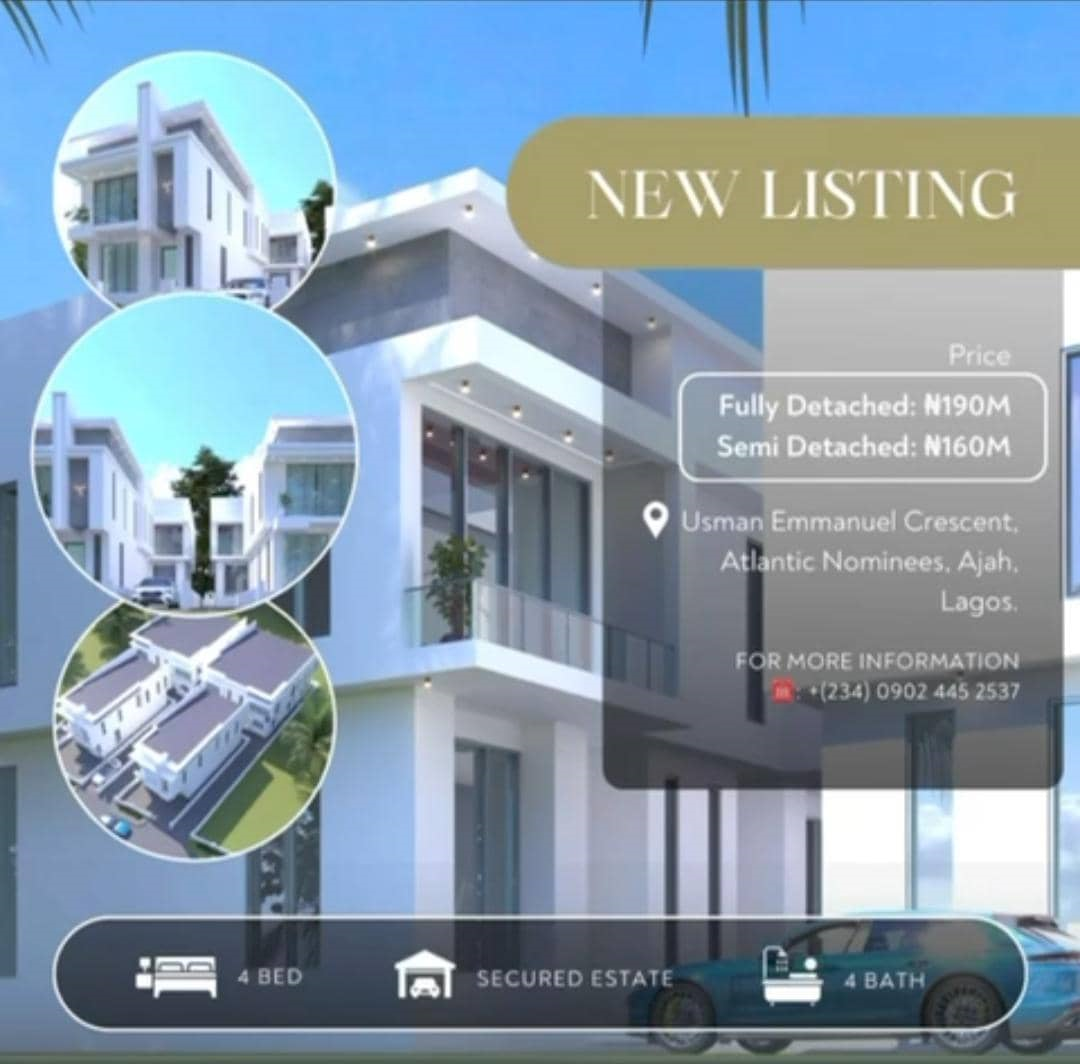 NEW LISTING
Price
Fully Detached: ₦190M
Semi Detached: ₦160M
Usman Emmanuel Crescent,
Atlantic Nominees, Ajah,
Lagos.
FOR MORE INFORMATION
☎️: +(234) 0902 445 2537
4 BED
SECURED ESTATE
4 BATH